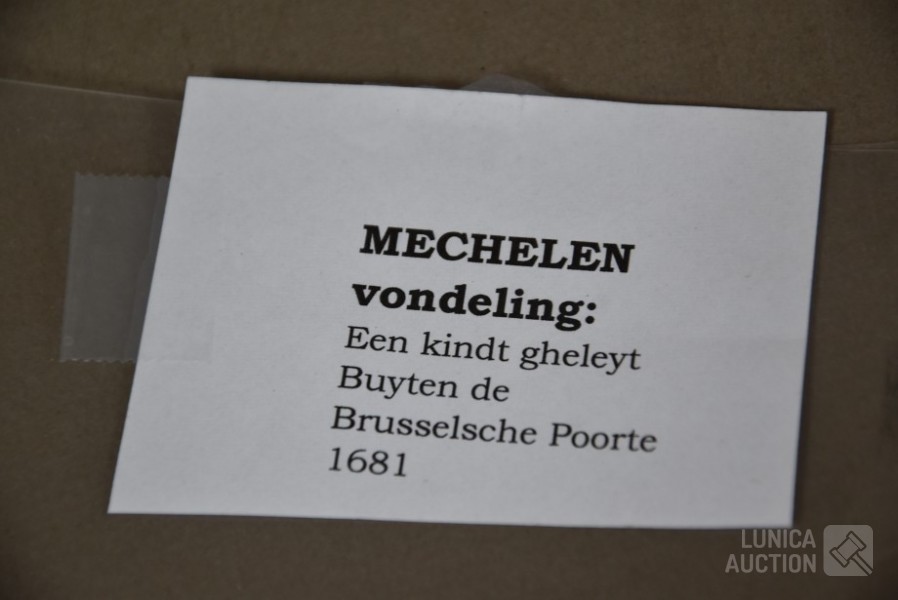 MECHELEN
vondeling:
Een kindt gheleyt
Buyten de
Brusselsche Poorte
1681
LUNICA
AUCTION